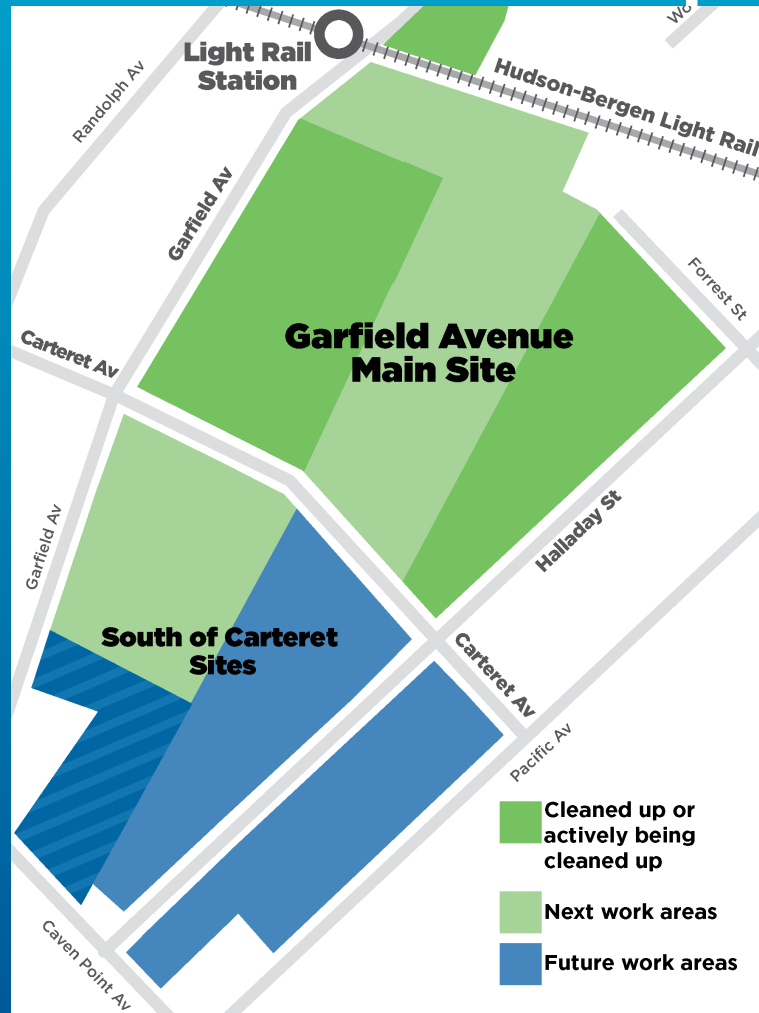 Light Rail
Station
Hudson-Bergen Light Rail
Randolph Av
Garfield Av
Forrest St
Carteret Av
Garfield Avenue
Main Site
Halladay St
Garfield Av
South of Carteret
Sites
Carteret Av
Pacific Av
Caven Point Av
Cleaned up or
actively being
cleaned up
Next work areas
Future work areas